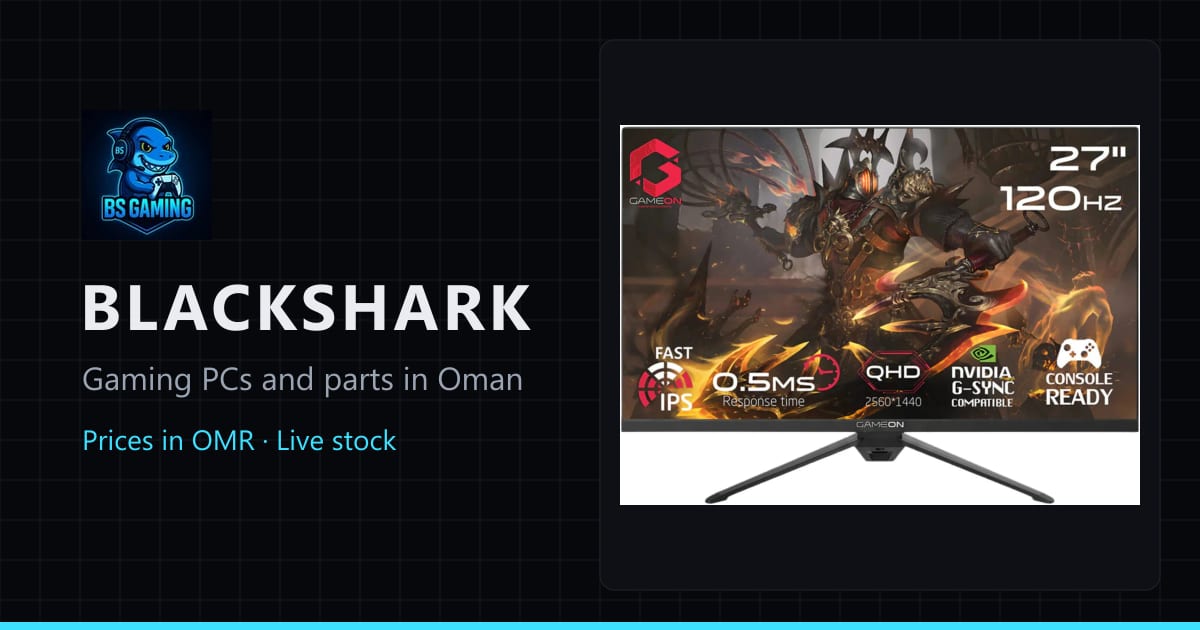 BS
BS GAMING
BLACKSHARK
Gaming PCs and parts in Oman
Prices in OMR · Live stock
GAMEON
27"
120HZ
FAST
IPS
0.5MS
Response time
QHD
2560*1440
NVIDIA
G-SYNC
COMPATIBLE
CONSOLE
READY
GAMEON